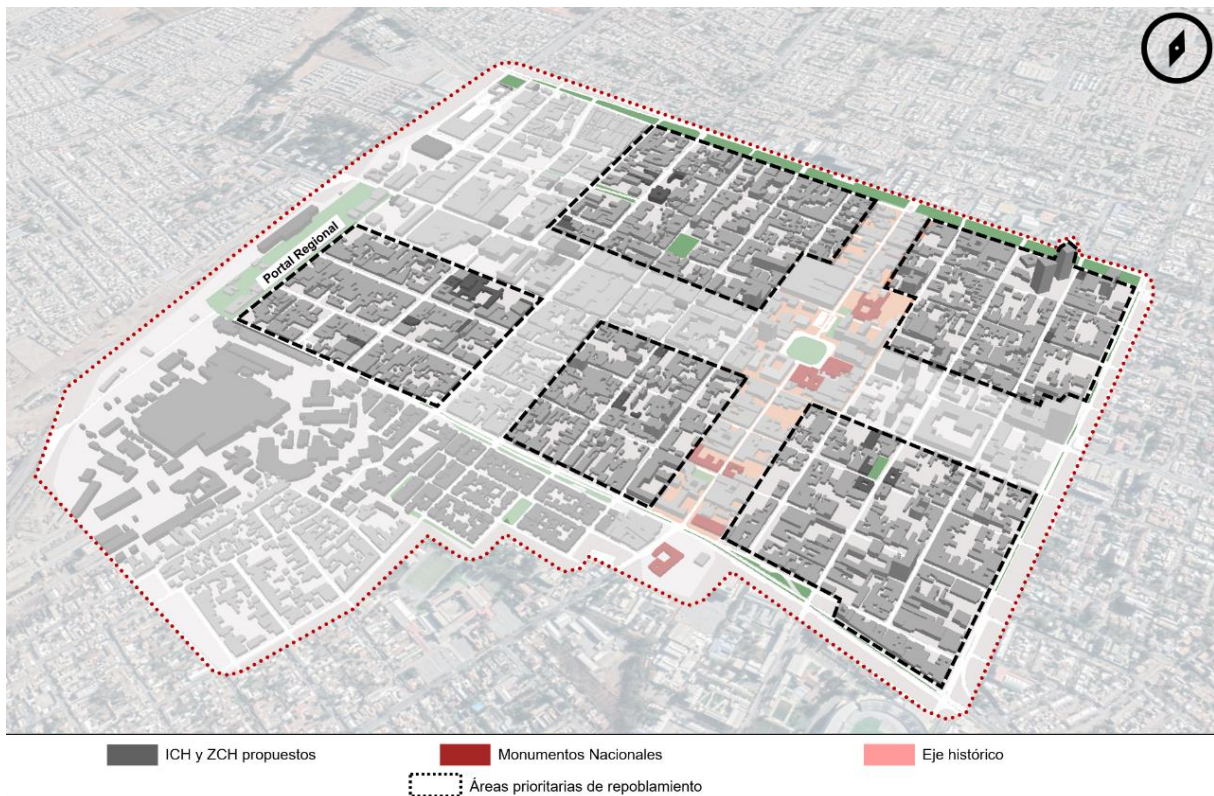 Portal Regional
ICH y ZCH propuestos
Monumentos Nacionales
Eje histórico
Áreas prioritarias de repoblamiento